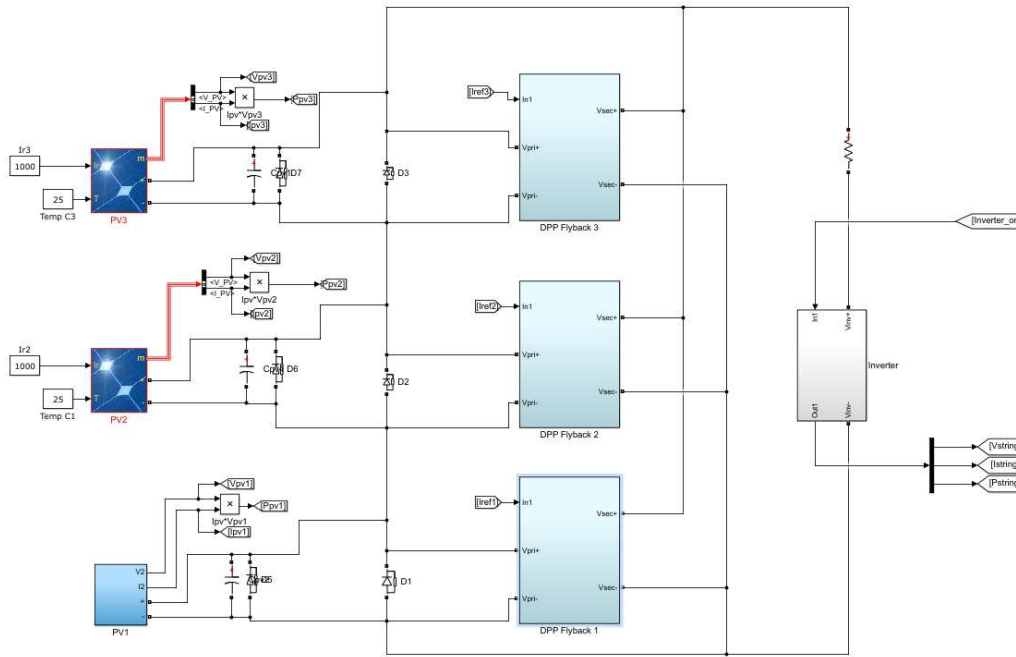 [Vpv3]
<V_PV>
<I_PV>
Ipv*Vpv3
[Ppv3]
[Ipv3]
Ir3
1000
25
Temp C3
m
+
-
T
PV3
D7
D3
[Iref3]
In1
Vpri+
Vpri-
Vsec+
Vsec-
DPP Flyback 3
[Inverter_on
[Vpv2]
<V_PV>
<I_PV>
Ipv*Vpv2
[Ppv2]
[Ipv2]
Ir2
1000
25
Temp C1
m
+
-
T
PV2
D6
D2
[Iref2]
In1
Vpri+
Vpri-
Vsec+
Vsec-
DPP Flyback 2
In1
Vinv+
Out1
Vinv-
Inverter
[Vstring
[Istring
[Pstring
[Vpv1]
Ipv*Vpv1
[Ppv1]
[Ipv1]
V2
I2
+
-
PV1
D1
[Iref1]
In1
Vpri+
Vpri-
Vsec+
Vsec-
DPP Flyback 1